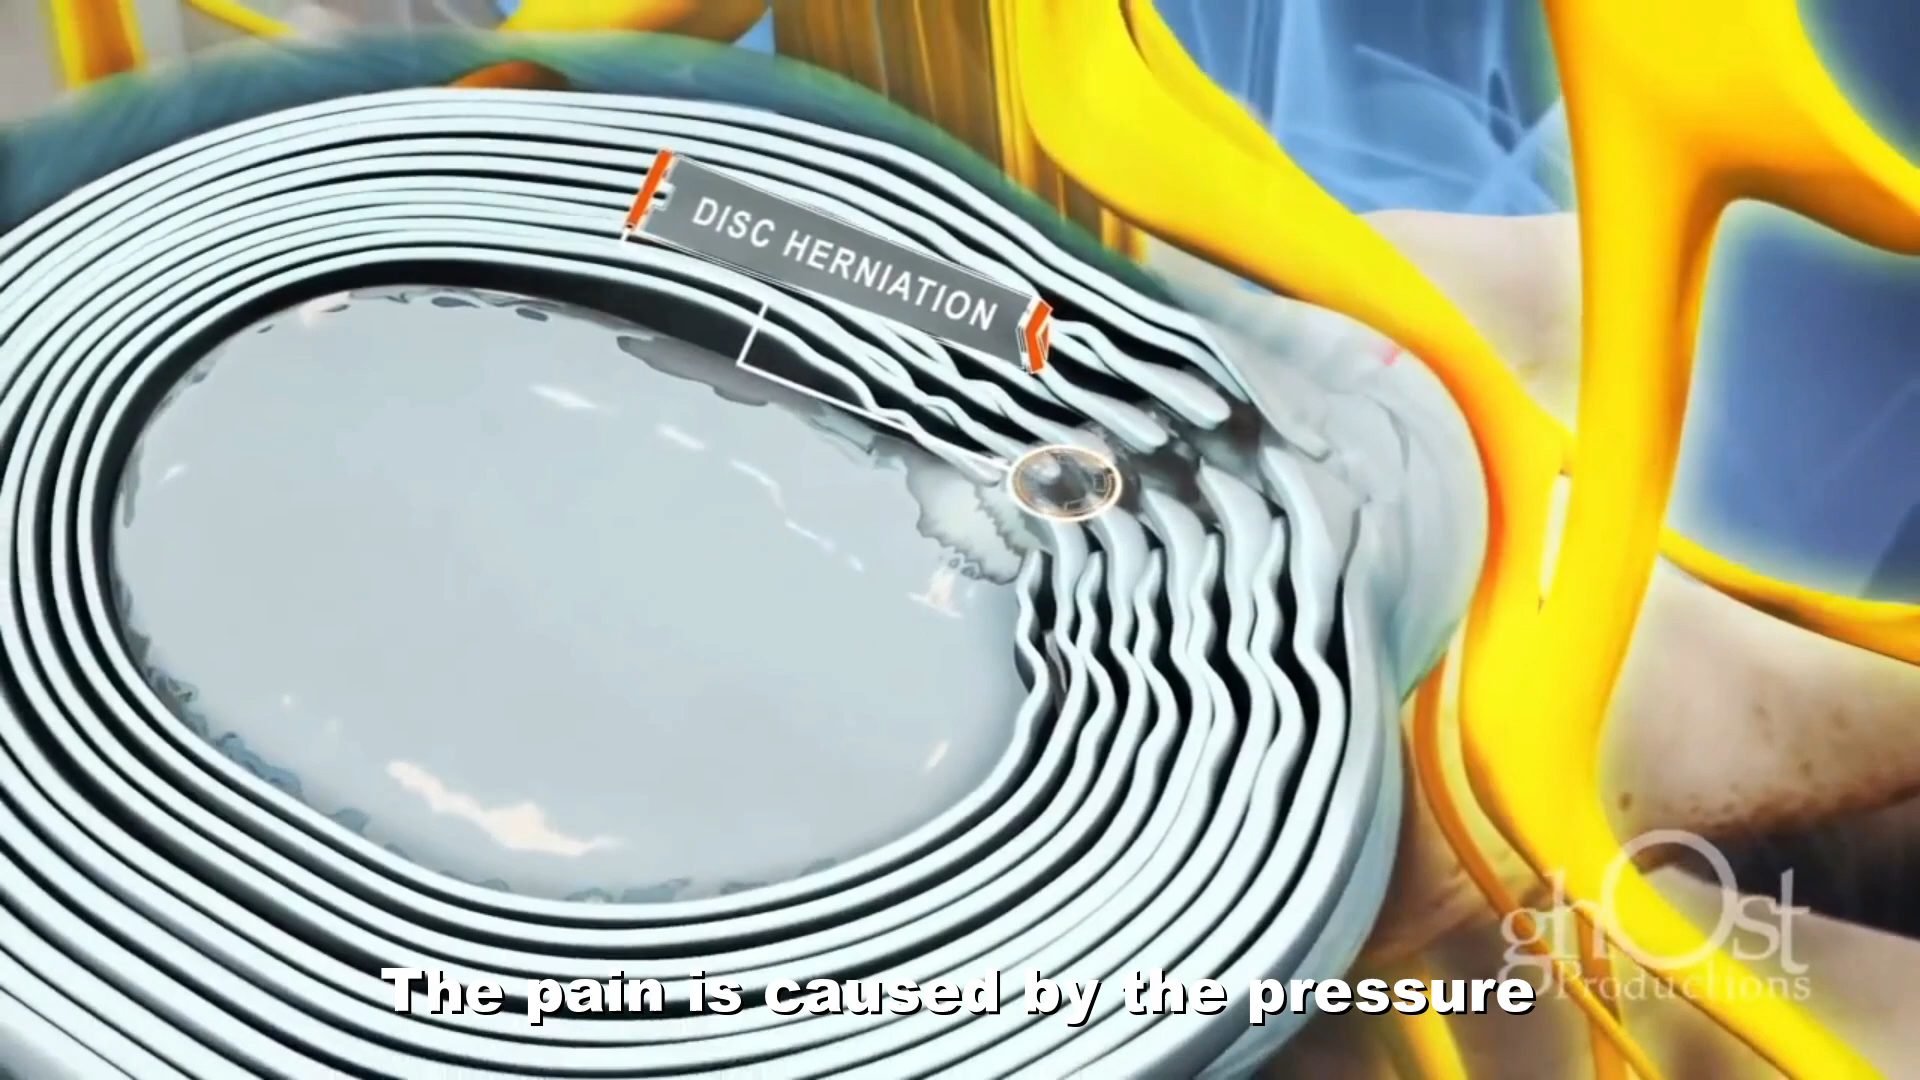 DISC HERNIATION
ghOst
Productions
The pain is caused by the pressure